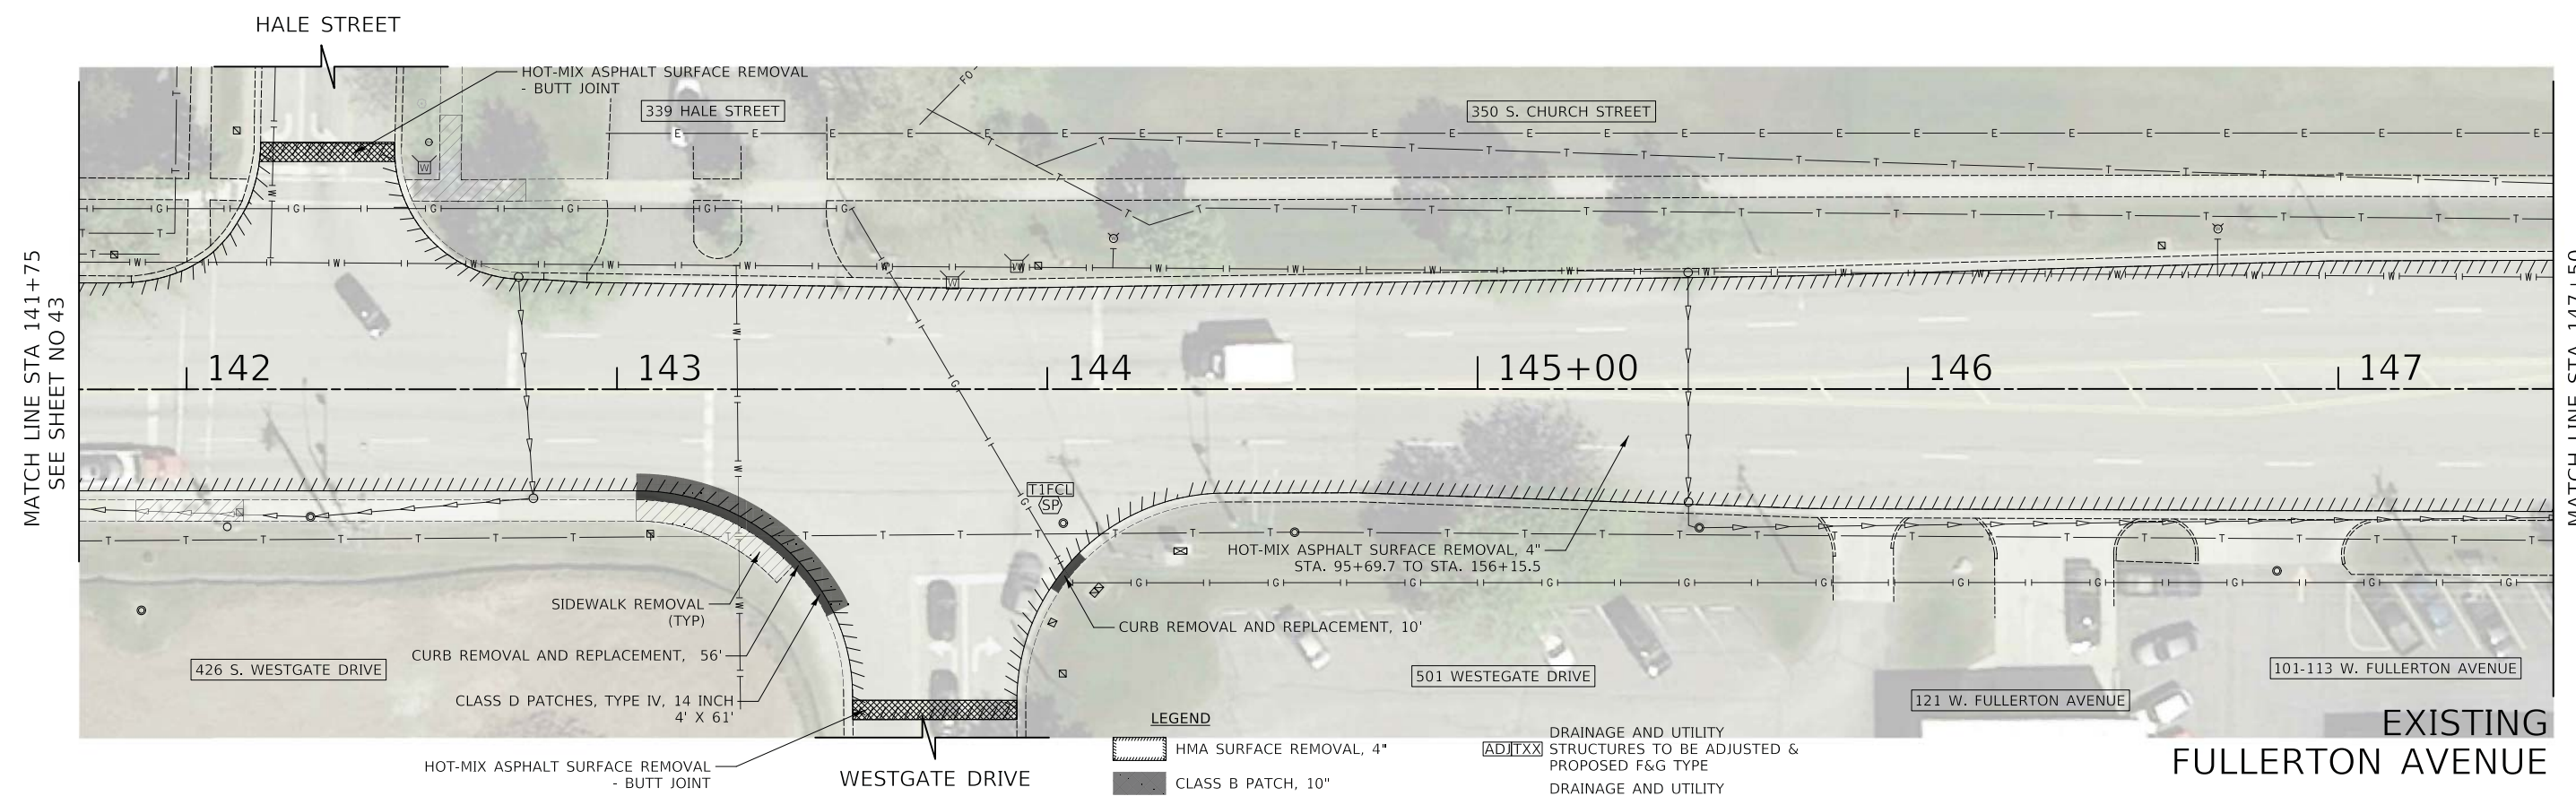 HALE STREET
HOT-MIX ASPHALT SURFACE REMOVAL
- BUTT JOINT
339 HALE STREET
350 S. CHURCH STREET
MATCH LINE STA 141+75
SEE SHEET NO 43
142
143
144
145+00
146
147
MATCH LINE STA 147+50
T1FCL
SP
HOT-MIX ASPHALT SURFACE REMOVAL, 4"
STA. 95+69.7 TO STA. 156+15.5
SIDEWALK REMOVAL
(TYP)
CURB REMOVAL AND REPLACEMENT, 10'
CURB REMOVAL AND REPLACEMENT, 56'
426 S. WESTGATE DRIVE
501 WESTEGATE DRIVE
101-113 W. FULLERTON AVENUE
121 W. FULLERTON AVENUE
CLASS D PATCHES, TYPE IV, 14 INCH
4' X 61'
HOT-MIX ASPHALT SURFACE REMOVAL
- BUTT JOINT
WESTGATE DRIVE
LEGEND
HMA SURFACE REMOVAL, 4"
CLASS B PATCH, 10"
ADJTXX
DRAINAGE AND UTILITY
STRUCTURES TO BE ADJUSTED &
PROPOSED F&G TYPE
DRAINAGE AND UTILITY
EXISTING
FULLERTON AVENUE